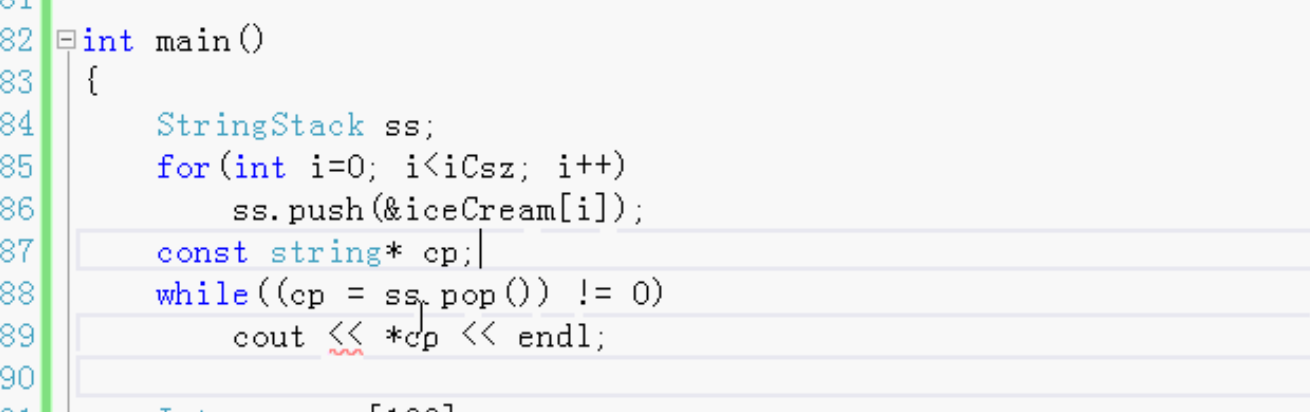 82 int main()
83 {
84 StringStack ss;
85 for(int i=0; i<iCsz; i++)
86 ss.push(&iceCream[i]);
87 const string* cp;
88 while((cp = ss.pop()) != 0)
89 cout << *cp << endl;
90